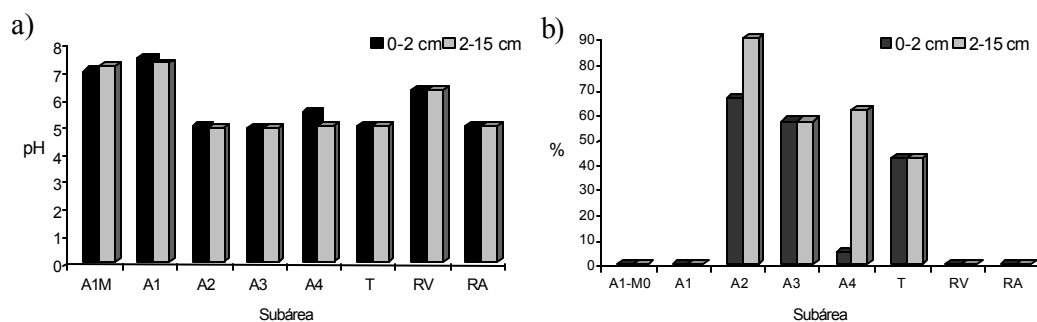 a)
0-2 cm 2-15 cm
8
7
6
5
4
3
2
1
0
pH
A1M A1 A2 A3 A4 T RV RA
Subárea
b)
0-2 cm 2-15 cm
90
80
70
60
50
40
30
20
10
0
%
A1-M0 A1 A2 A3 A4 T RV RA
Subárea